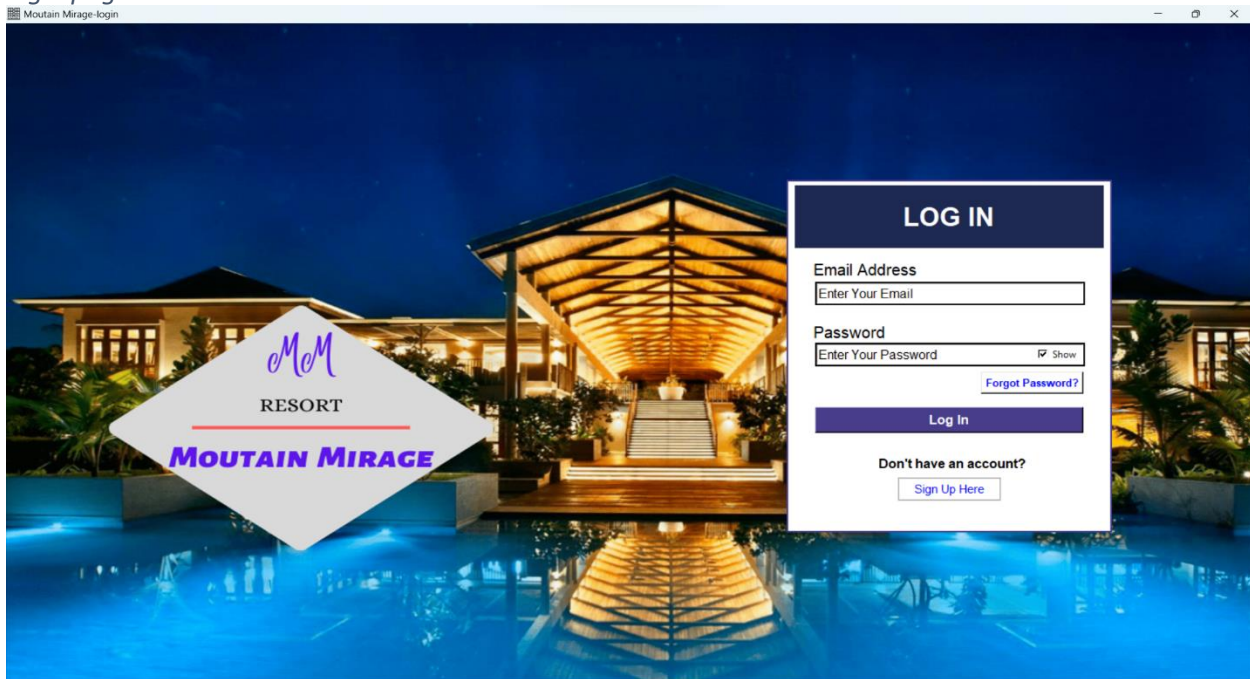 Moutain Mirage-login
MM
RESORT
MOUTAIN MIRAGE
LOG IN
Email Address
Enter Your Email
Password
Enter Your Password
Show
Forgot Password?
Log In
Don't have an account?
Sign Up Here